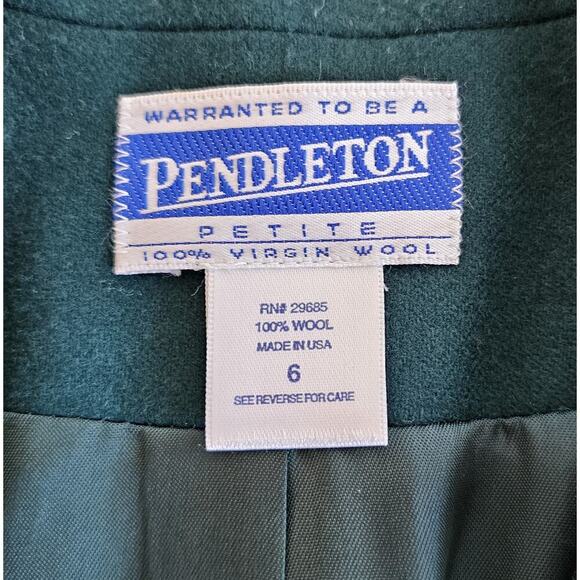 WARRANTED TO BE A
PENDLETON
PETITE
100% VIRGIN WOOL
RN# 29685
100% WOOL
MADE IN USA
6
SEE REVERSE FOR CARE